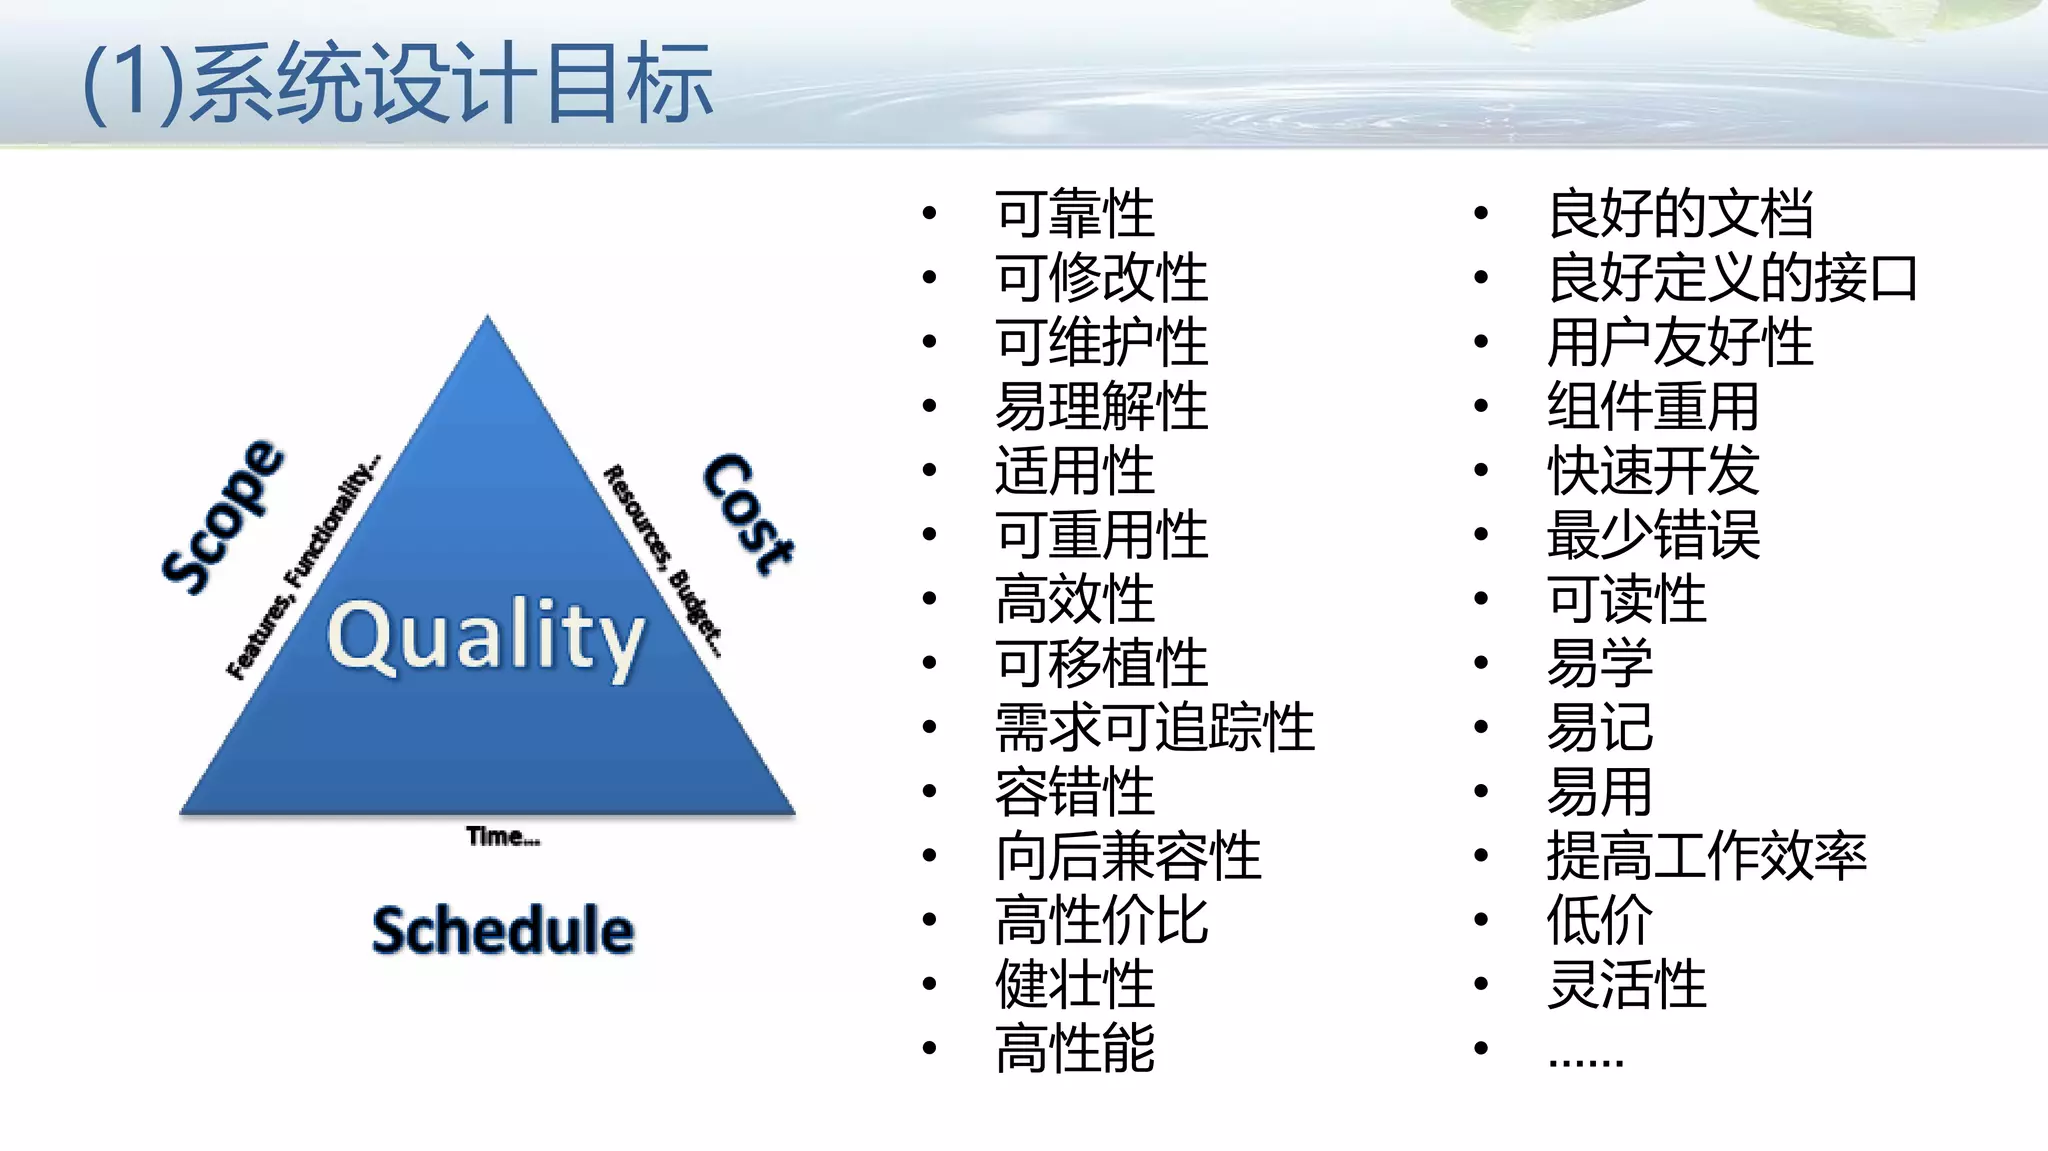 (1)系统设计目标
Scope
Features, Functionality...
Cost
Resources, Budget...
Quality
Time...
Schedule
• 可靠性
• 可修改性
• 可维护性
• 易理解性
• 适用性
• 可重用性
• 高效性
• 可移植性
• 需求可追踪性
• 容错性
• 向后兼容性
• 高性价比
• 健壮性
• 高性能
• 良好的文档
• 良好定义的接口
• 用户友好性
• 组件重用
• 快速开发
• 最少错误
• 可读性
• 易学
• 易记
• 易用
• 提高工作效率
• 低价
• 灵活性
• ......